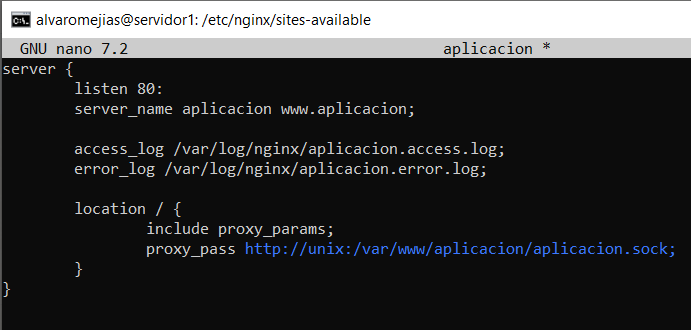 alvaromejias@servidor1: /etc/nginx/sites-available
GNU nano 7.2 aplicacion *
server {
listen 80:
server_name aplicacion www.aplicacion;
access_log /var/log/nginx/aplicacion.access.log;
error_log /var/log/nginx/aplicacion.error.log;
location / {
include proxy_params;
proxy_pass http://unix:/var/www/aplicacion/aplicacion.sock;
}
}